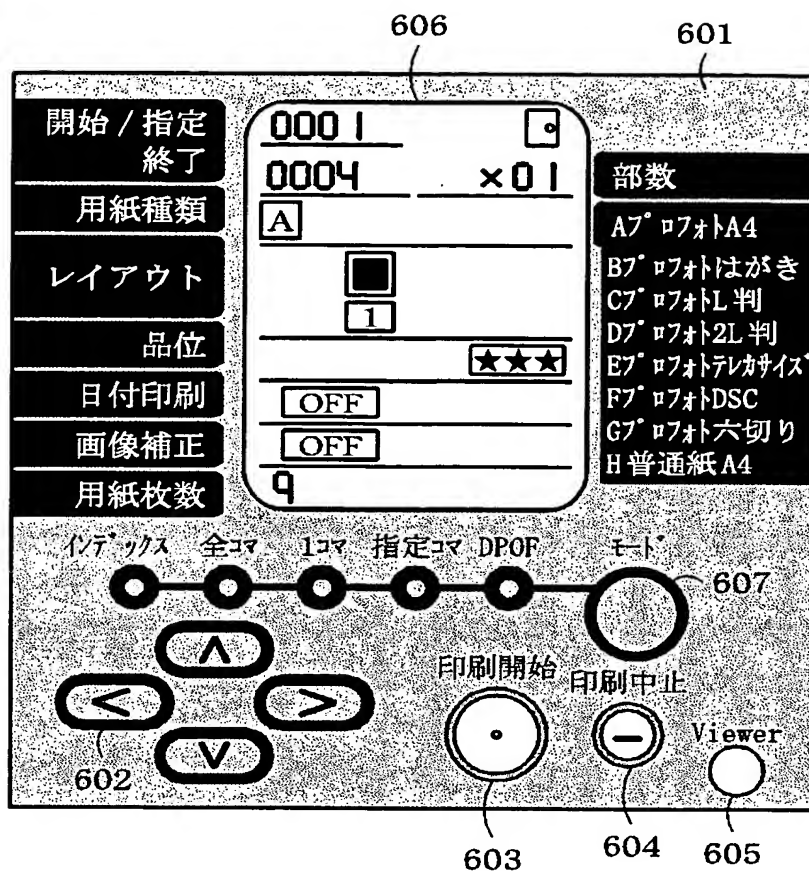 606
601
開始 / 指定
終了
用紙種類
レイアウト
品位
日付印刷
画像補正
用紙枚数
0001
0004
×01
A
1
★★★
OFF
OFF
9
部数
AプロフォトA4
Bプロフォトはがき
CプロフォトL判
Dプロフォト2L判
Eプロフォトテレカサイズ
FプロフォトDSC
Gプロフォト六切り
H普通紙A4
インデックス 全コマ 1コマ 指定コマ DPOF モード
607
602
印刷開始
印刷中止
Viewer
603
604
605